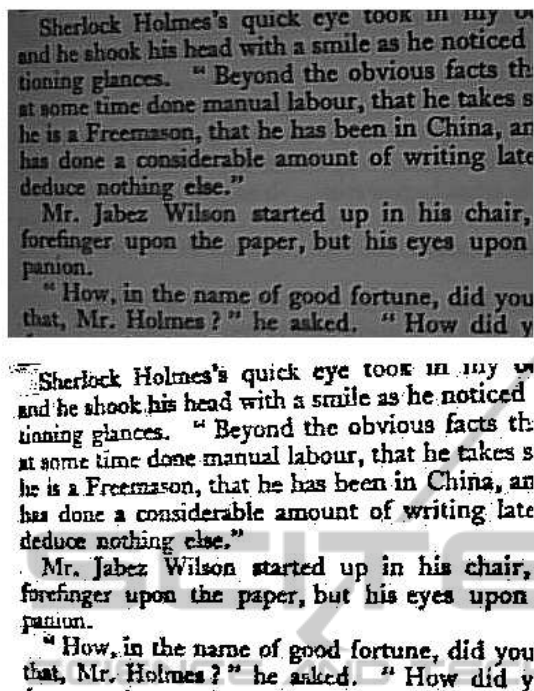 Sherlock Holmes's quick eye took in my
and he shook his head with a smile as he noticed
tioning glances. " Beyond the obvious facts
at some time done manual labour, that he takes
he is a Freemason, that he has been in China,
has done a considerable amount of writing
deduce nothing else."
Mr. Jabez Wilson started up in his chair,
forefinger upon the paper, but his eyes upon
panion.
" How, in the name of good fortune, did you
that, Mr. Holmes ? " he asked. " How did
Sherlock Holmes's quick eye took in my
and he shook his head with a smile as he noticed
tioning glances. " Beyond the obvious facts
at some time done manual labour, that he takes
he is a Freemason, that he has been in China,
has done a considerable amount of writing
deduce nothing else."
Mr. Jabez Wilson started up in his chair,
forefinger upon the paper, but his eyes upon
panion.
" How, in the name of good fortune, did you
that, Mr. Holmes ? " he asked. " How did